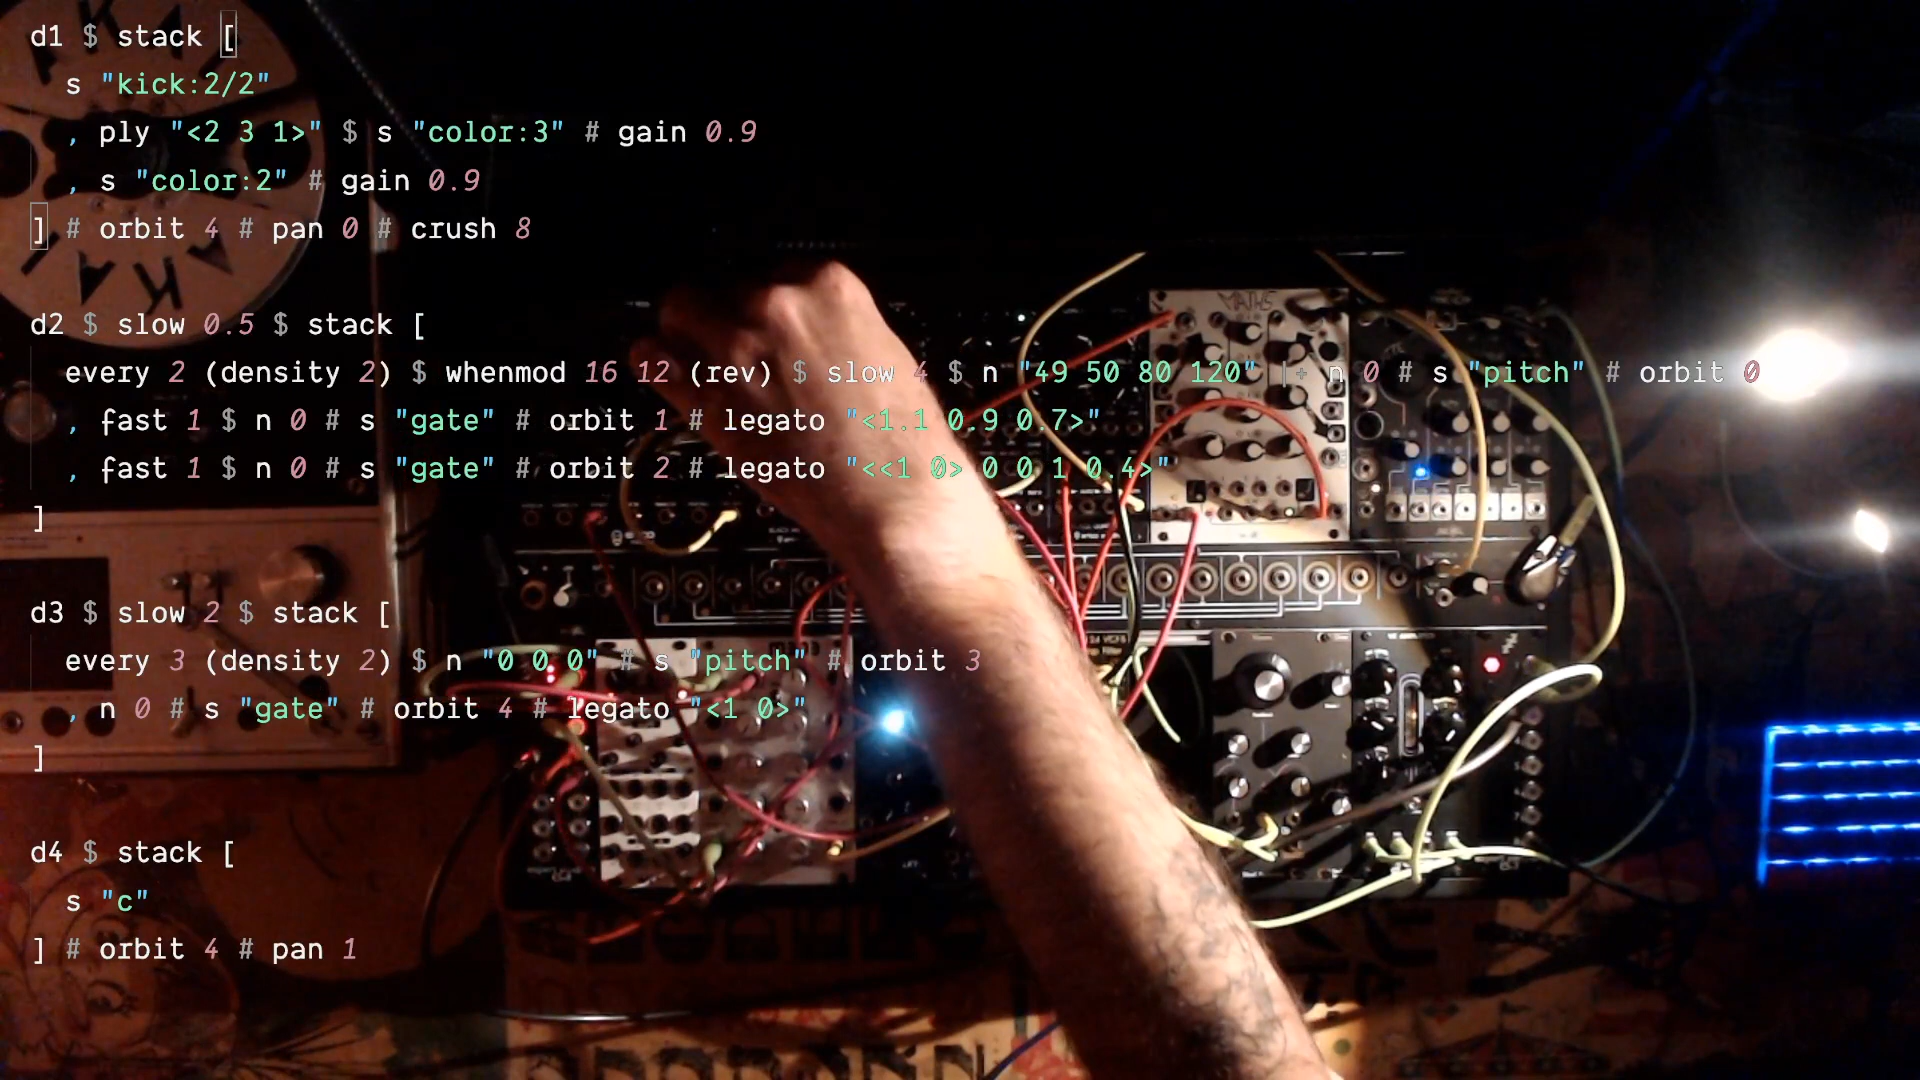 d1 $ stack [
s "kick:2/2"
, ply "<2 3 1>" $ s "color:3" # gain 0.9
, s "color:2" # gain 0.9
] # orbit 4 # pan 0 # crush 8
d2 $ slow 0.5 $ stack [
every 2 (density 2) $ whenmod 16 12 (rev) $ slow 4 $ n "49 50 80 120" |+ n 0 # s "pitch" # orbit 0
, fast 1 $ n 0 # s "gate" # orbit 1 # legato "<1.1 0.9 0.7>"
, fast 1 $ n 0 # s "gate" # orbit 2 # legato "<<1 0> 0 0 1 0.4>"
]
d3 $ slow 2 $ stack [
every 3 (density 2) $ n "0 0 0" # s "pitch" # orbit 3
, n 0 # s "gate" # orbit 4 # legato "<1 0>"
]
d4 $ stack [
s "c"
] # orbit 4 # pan 1
AKAI
AKAI
MATHS